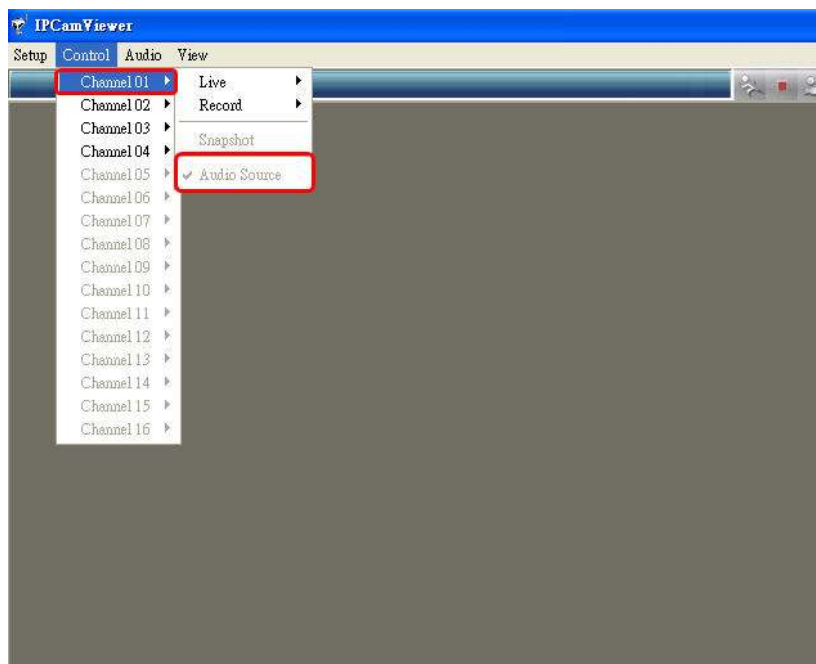 IPCamViewer
Setup Control Audio View
Channel 01
Channel 02
Channel 03
Channel 04
Channel 05
Channel 06
Channel 07
Channel 08
Channel 09
Channel 10
Channel 11
Channel 12
Channel 13
Channel 14
Channel 15
Channel 16
Live
Record
Snapshot
Audio Source